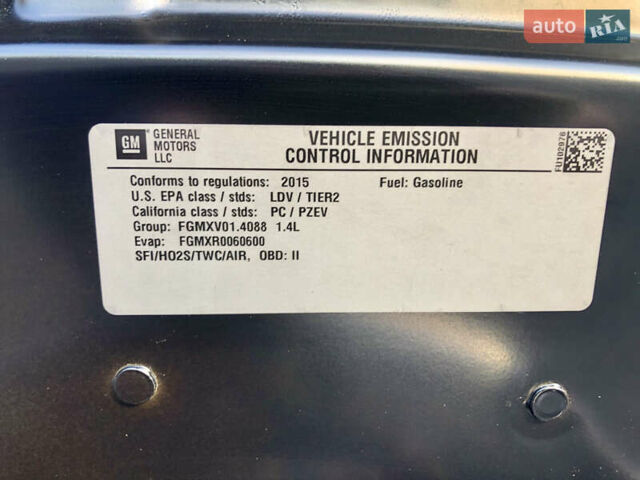 auto RIA
.com
GM GENERAL
MOTORS
LLC
VEHICLE EMISSION
CONTROL INFORMATION
FU102976
Conforms to regulations: 2015 Fuel: Gasoline
U.S. EPA class / stds: LDV / TIER2
California class / stds: PC / PZEV
Group: FGMXV01.4088 1.4L
Evap: FGMXR0060600
SFI/HO2S/TWC/AIR, OBD: II